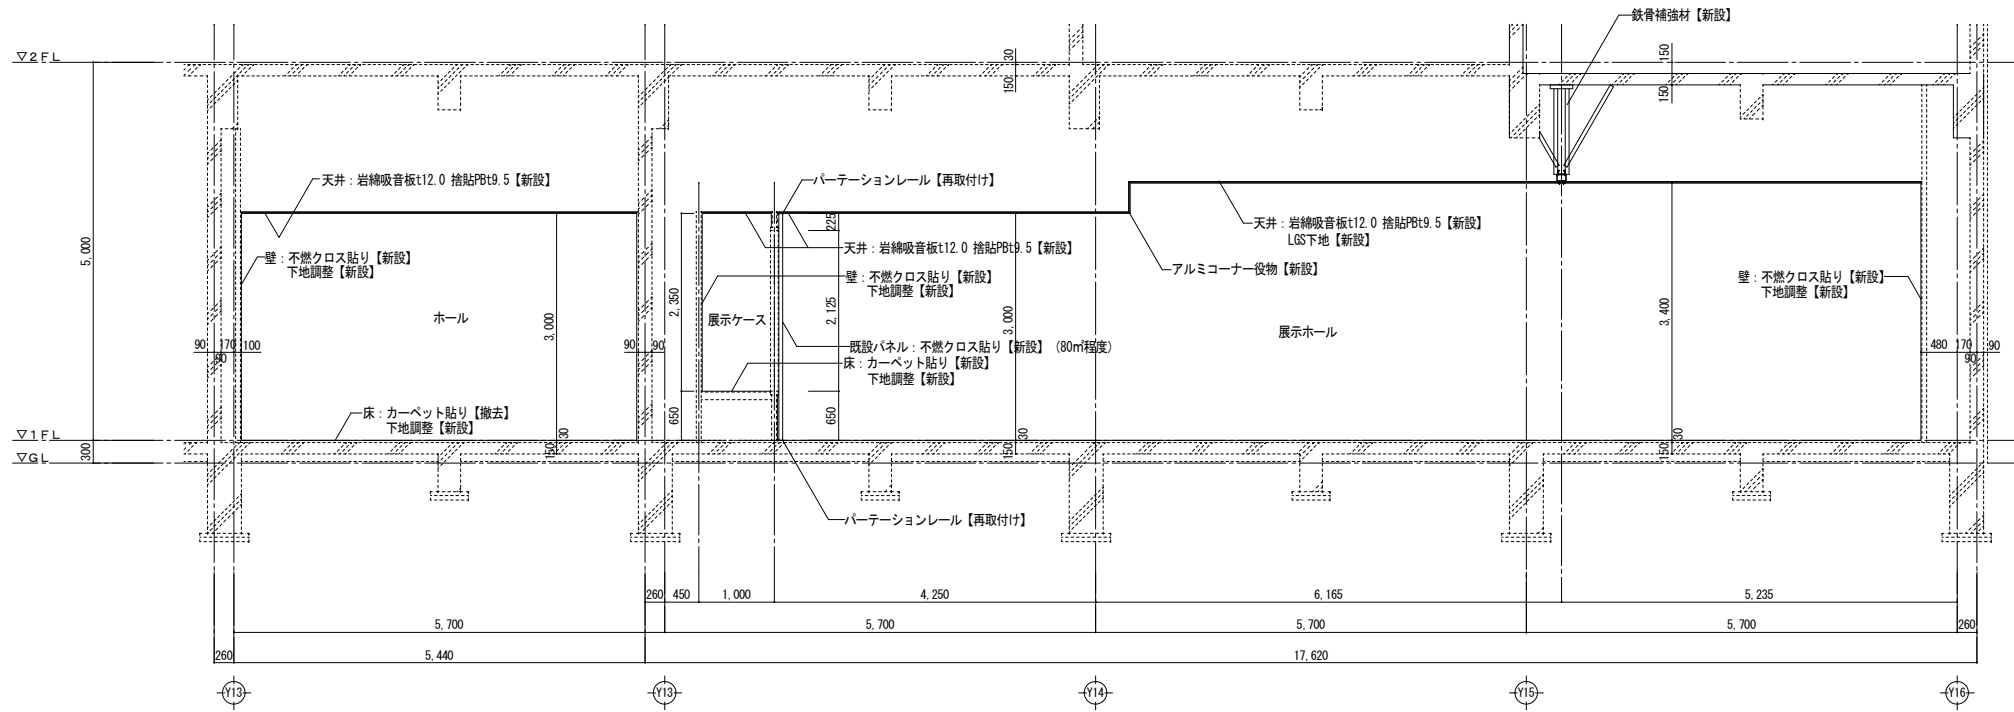 鉄骨補強材【新設】
▽2FL
30
150
150
150
天井：岩綿吸音板t12.0 捨貼PBt9.5【新設】
パーテーションレール【再取付け】
5,000
225
天井：岩綿吸音板t12.0 捨貼PBt9.5【新設】
LGS下地【新設】
天井：岩綿吸音板t12.0 捨貼PBt9.5【新設】
壁：不燃クロス貼り【新設】
下地調整【新設】
アルミコーナー役物【新設】
壁：不燃クロス貼り【新設】
下地調整【新設】
壁：不燃クロス貼り【新設】
下地調整【新設】
2,350
2,125
3,000
3,000
3,400
ホール
展示ケース
展示ホール
90 170 100
90
90 90
既設パネル：不燃クロス貼り【新設】（80㎡程度）
480 170 90
90
床：カーペット貼り【新設】
下地調整【新設】
床：カーペット貼り【撤去】
下地調整【新設】
650
650
▽1FL
300
▽GL
150
30
150
30
150
30
パーテーションレール【再取付け】
260 450 1,000 4,250 6,165 5,235
5,700 5,700 5,700 5,700 260
260 5,440 17,620
Y13 Y13 Y14 Y15 Y16